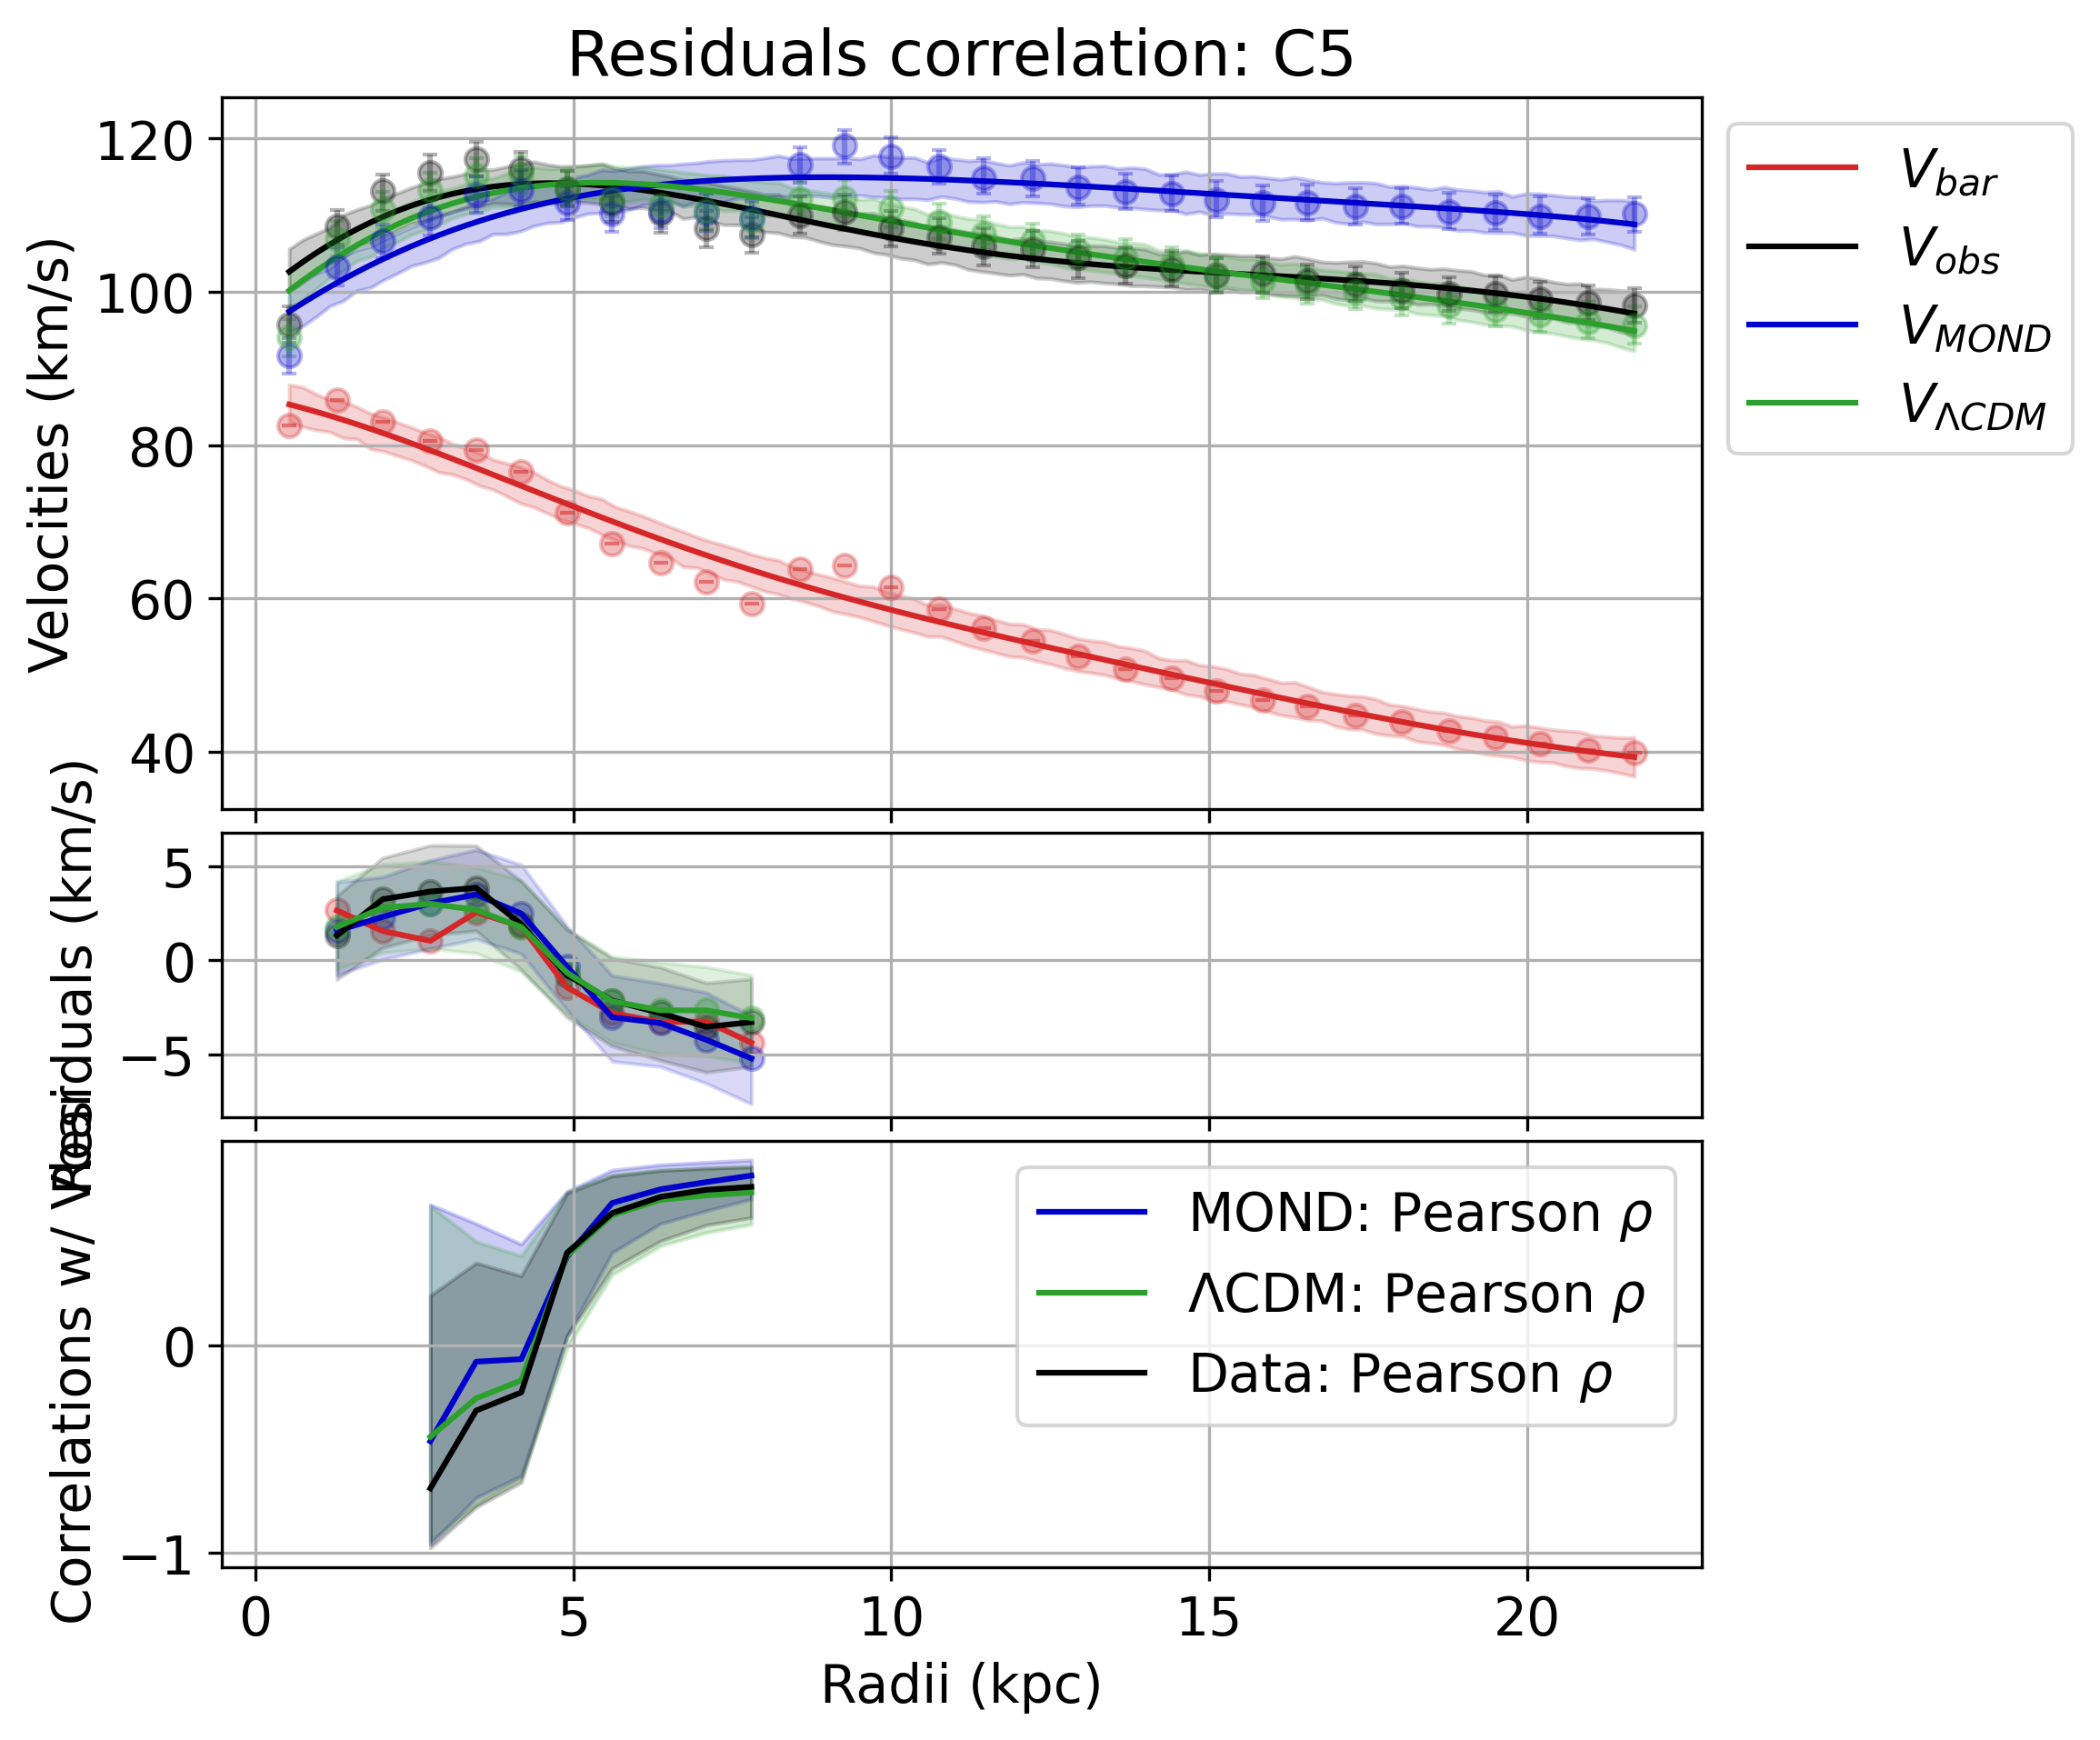 Residuals correlation: C5
Velocities (km/s)
120
100
80
60
40
V_bar
V_obs
V_MOND
V_ΛCDM
Residuals (km/s)
5
0
−5
Correlations w/
0
−1
MOND: Pearson ρ
ΛCDM: Pearson ρ
Data: Pearson ρ
0
5
10
15
20
Radii (kpc)